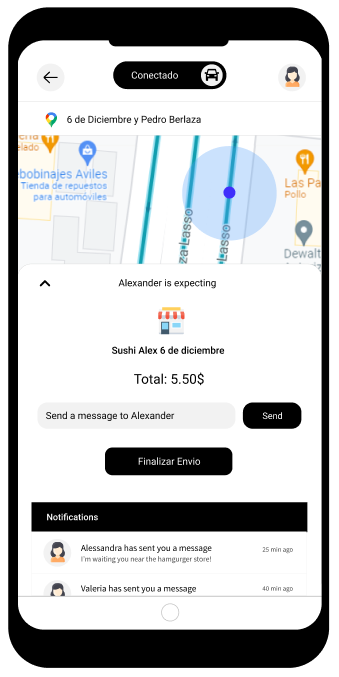 Conectado
6 de Diciembre y Pedro Berlaza
elado
bobinajes Aviles
Tienda de repuestos
para automóviles
za Lasso
Lasso
Las Pa
Pollo
Dewalt
Alexander is expecting
Sushi Alex 6 de diciembre
Total: 5.50$
Send a message to Alexander
Send
Finalizar Envio
Notifications
Alessandra has sent you a message
25 min ago
I'm waiting you near the hamgurger store!
Valeria has sent you a message
40 min ago